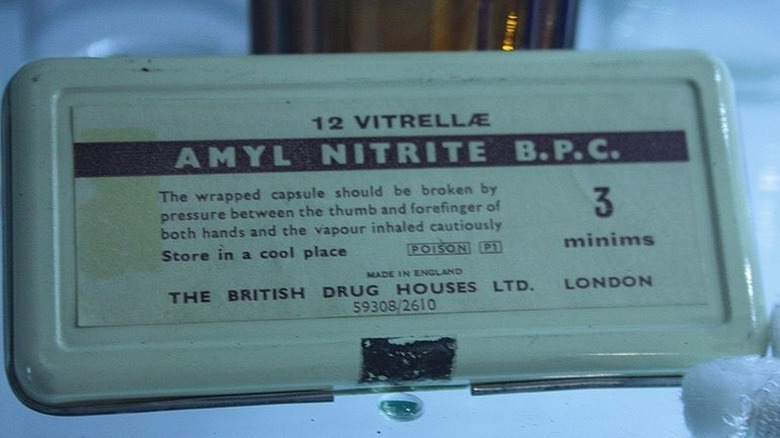 12 VITRELLÆ
AMYL NITRITE B.P.C.
The wrapped capsule should be broken by
pressure between the thumb and forefinger of
both hands and the vapour inhaled cautiously
Store in a cool place POISON P1
3
minims
MADE IN ENGLAND
THE BRITISH DRUG HOUSES LTD. LONDON
59308/2610